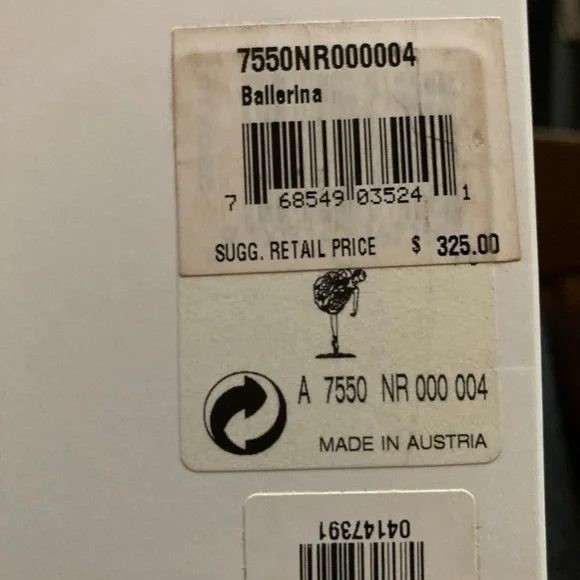 7550NR000004
Ballerina
7 68549 03524 1
SUGG. RETAIL PRICE $ 325.00
A 7550 NR 000 004
MADE IN AUSTRIA
04147391